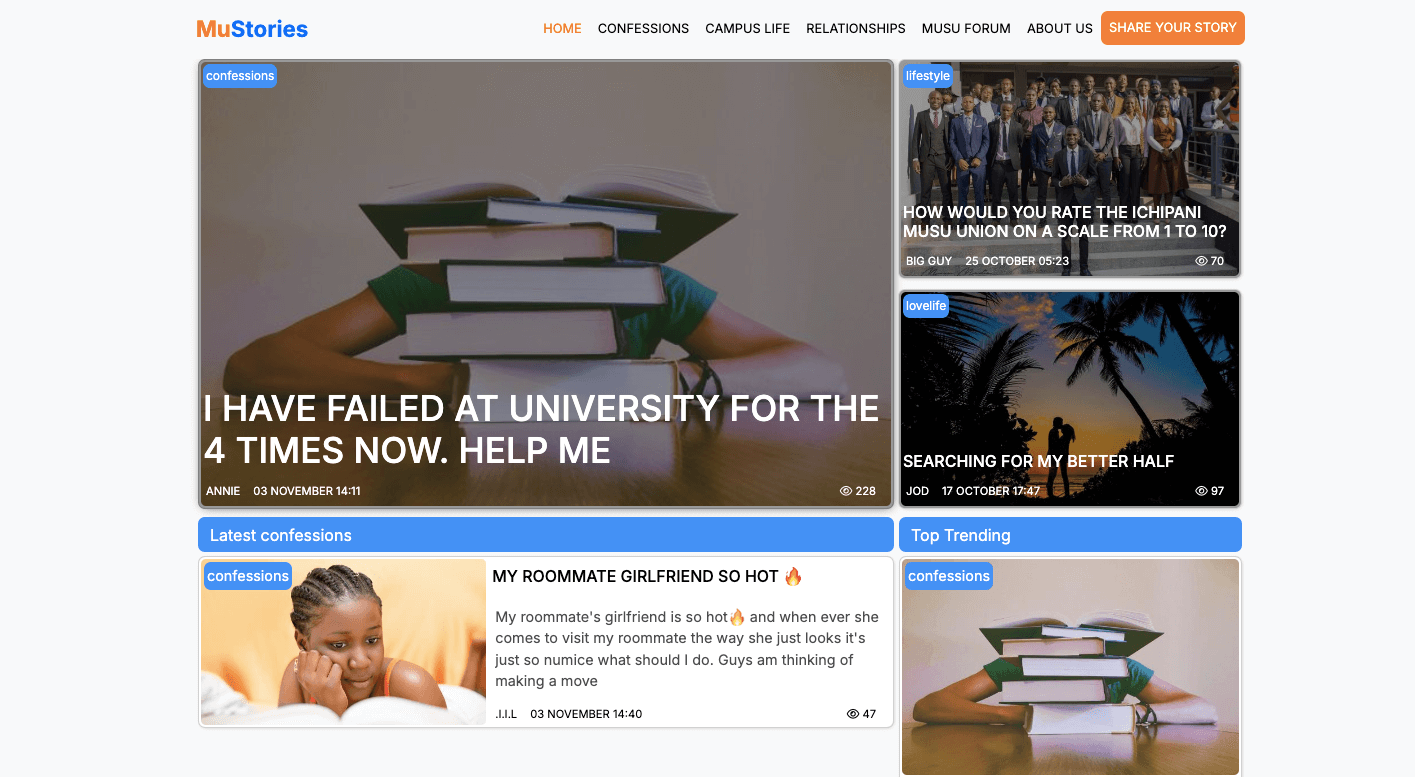 MuStories
HOME
CONFESSIONS
CAMPUS LIFE
RELATIONSHIPS
MUSU FORUM
ABOUT US
SHARE YOUR STORY
confessions
I HAVE FAILED AT UNIVERSITY FOR THE
4 TIMES NOW. HELP ME
ANNIE 03 NOVEMBER 14:11 228
lifestyle
HOW WOULD YOU RATE THE ICHIPANI
MUSU UNION ON A SCALE FROM 1 TO 10?
BIG GUY 25 OCTOBER 05:23 70
lovelife
SEARCHING FOR MY BETTER HALF
JOD 17 OCTOBER 17:47 97
Latest confessions
confessions
MY ROOMMATE GIRLFRIEND SO HOT 🔥
My roommate's girlfriend is so hot🔥 and when ever she
comes to visit my roommate the way she just looks it's
just so numice what should I do. Guys am thinking of
making a move
.I.I.L 03 NOVEMBER 14:40 47
Top Trending
confessions